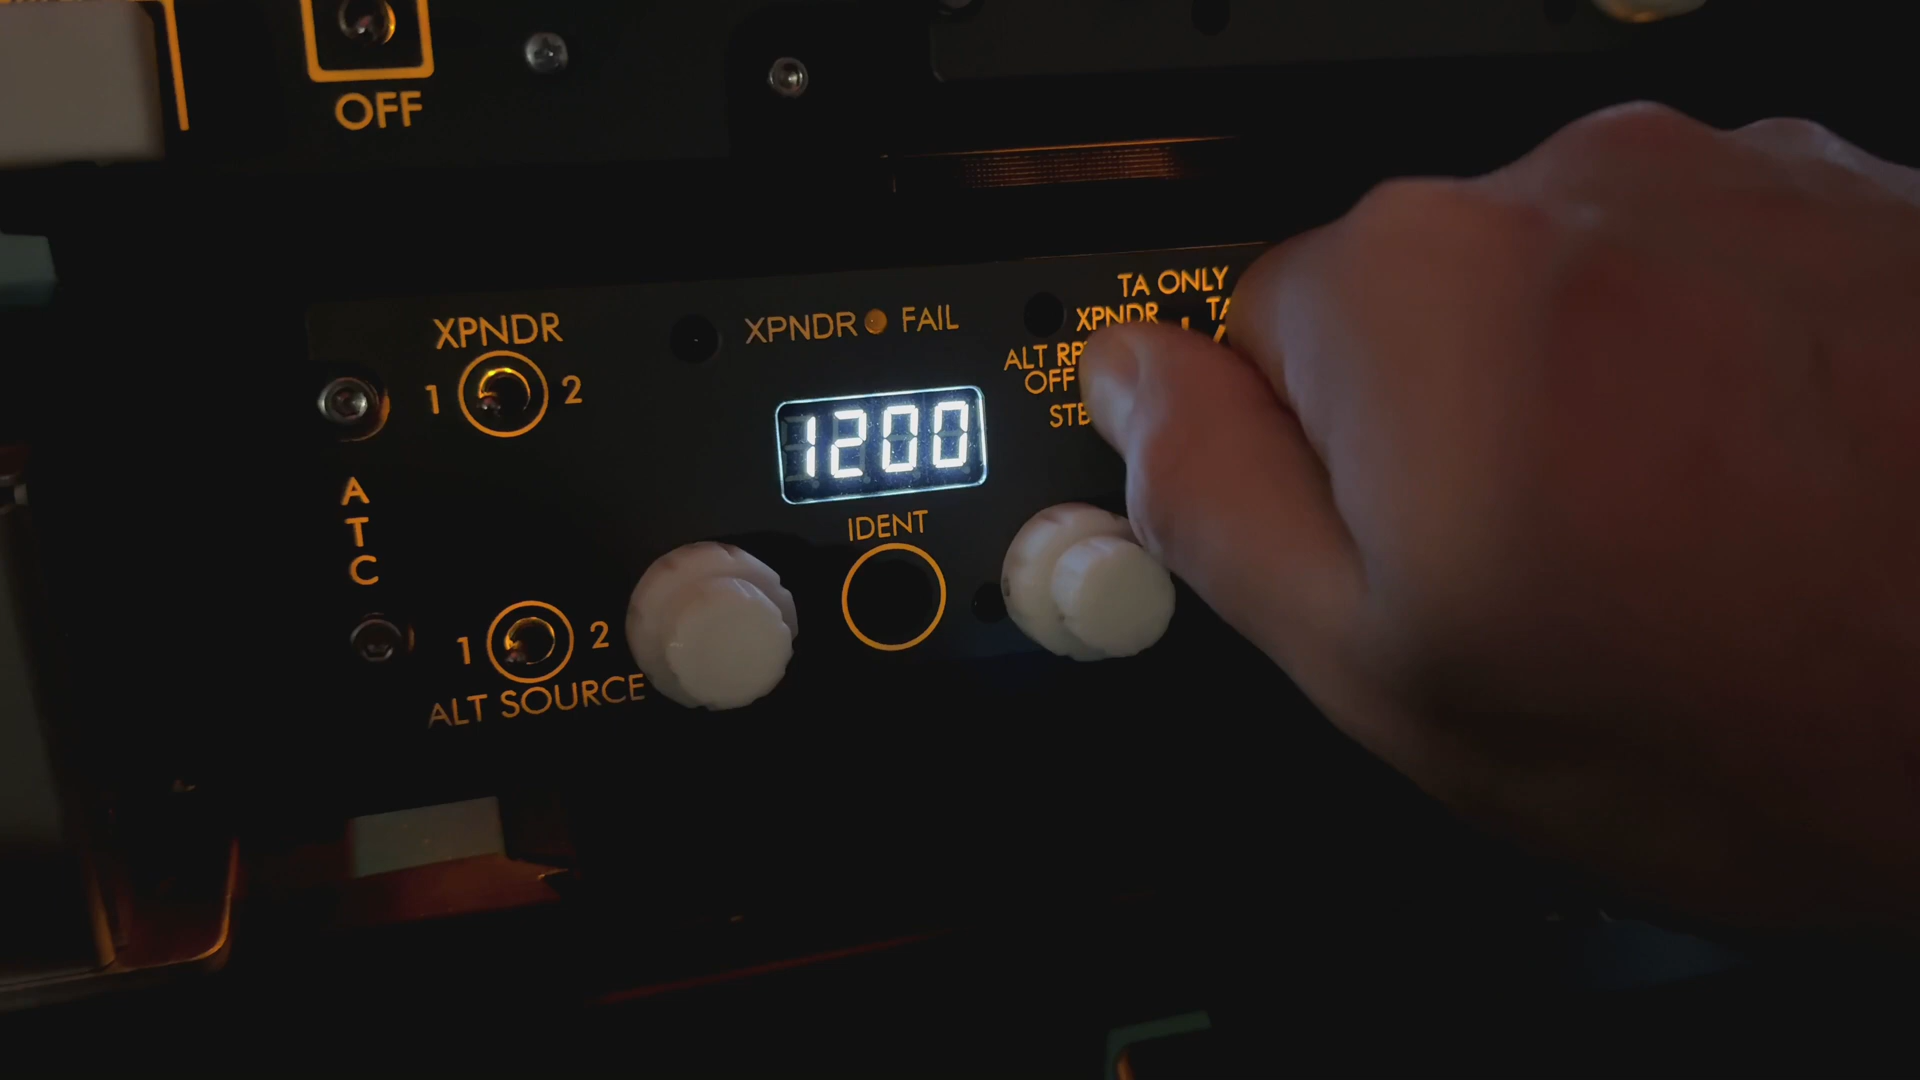 OFF
XPNDR
1 2
XPNDR FAIL
1200
IDENT
TA ONLY
XPNDR
ALT
OFF
A
T
C
1 2
ALT SOURCE